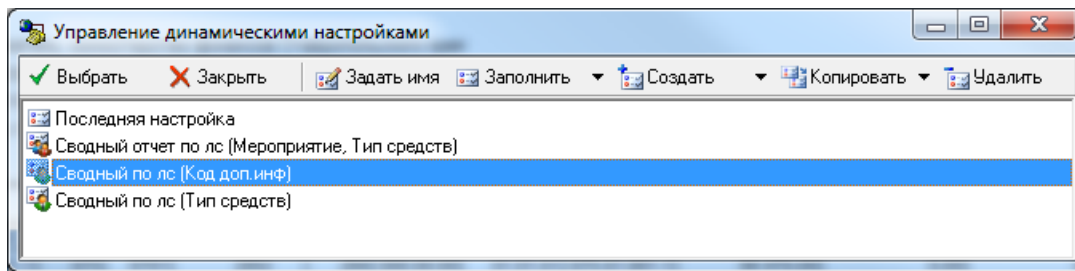 Управление динамическими настройками
Выбрать Закрыть Задать имя Заполнить Создать Копировать Удалить
Последняя настройка
Сводный отчет по лс (Мероприятие, Тип средств)
Сводный по лс (Код доп.инф)
Сводный по лс (Тип средств)